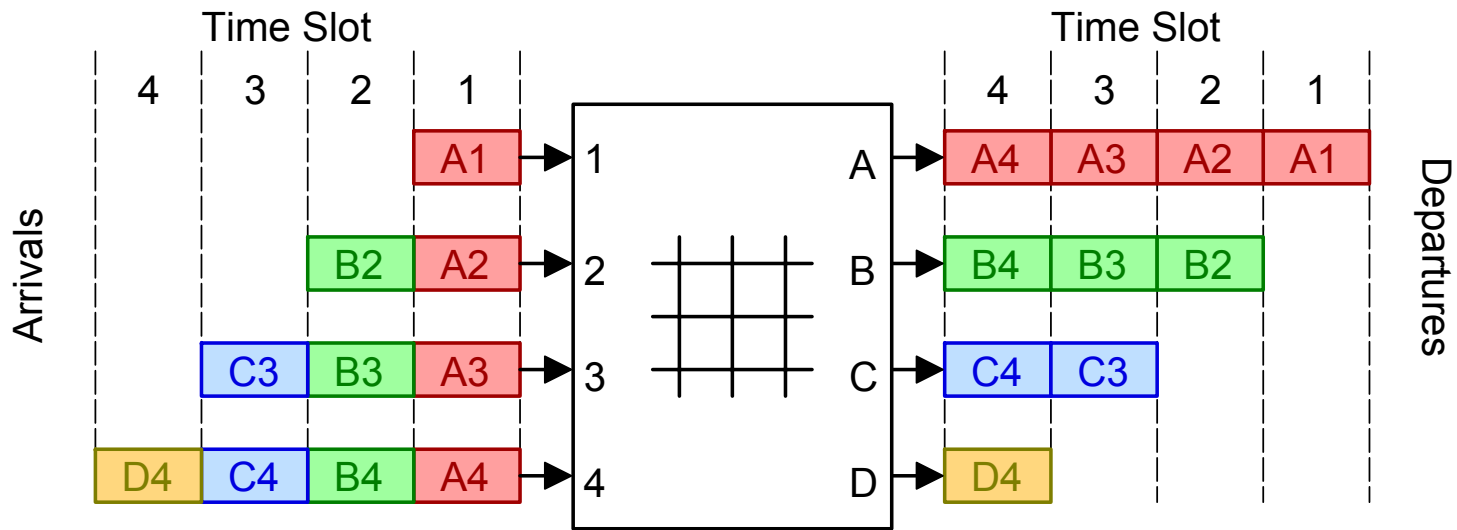 Time Slot
Time Slot
4 3 2 1
4 3 2 1
A1
1
A
A4 A3 A2 A1
B2 A2
2
B
B4 B3 B2
Arrivals
Departures
C3 B3 A3
3
C
C4 C3
D4 C4 B4 A4
4
D
D4